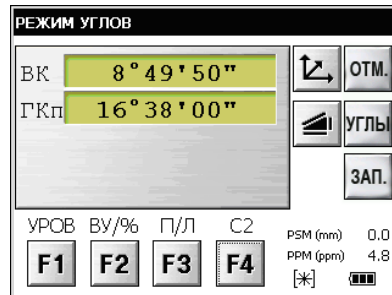 РЕЖИМ УГЛОВ
ВК 8°49'50"
ОТМ.
ГКп 16°38'00"
УГЛЫ
ЗАП.
УРОВ ВУ/% П/Л С2
F1 F2 F3 F4
PSM (mm) 0.0
PPM (ppm) 4.8